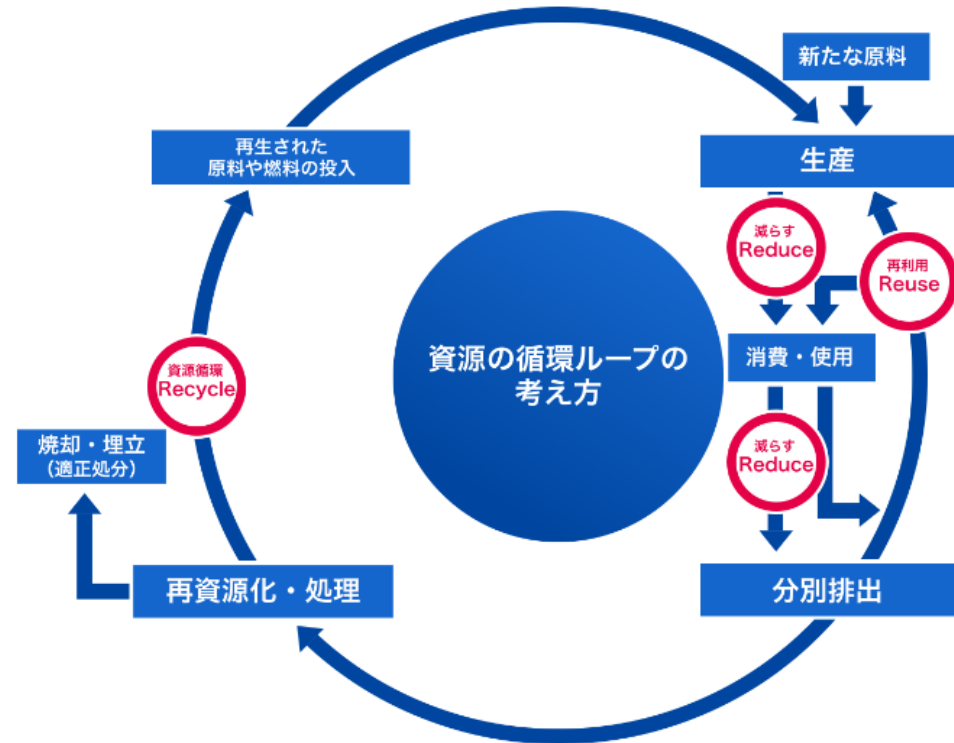 新たな原料
生産
再生された
原料や燃料の投入
減らす
Reduce
再利用
Reuse
資源の循環ループの
考え方
消費・使用
資源循環
Recycle
焼却・埋立
（適正処分）
減らす
Reduce
再資源化・処理
分別排出